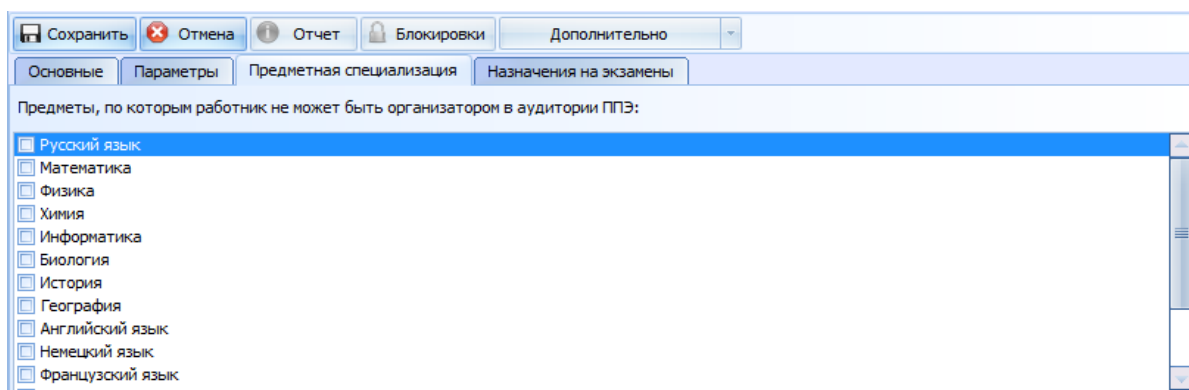 Сохранить Отмена Отчет Блокировки Дополнительно
Основные Параметры Предметная специализация Назначения на экзамены
Предметы, по которым работник не может быть организатором в аудитории ППЭ:
Русский язык
Математика
Физика
Химия
Информатика
Биология
История
География
Английский язык
Немецкий язык
Французский язык